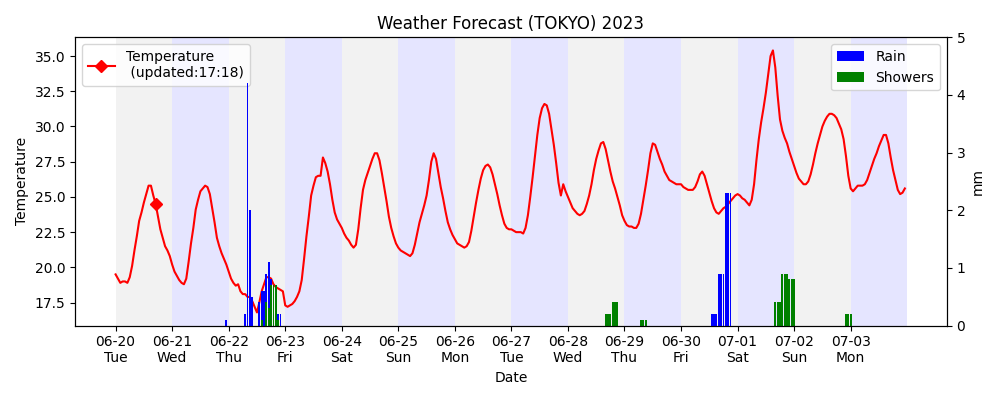 Weather Forecast (TOKYO) 2023
Temperature
(updated:17:18)
Rain
Showers
Temperature
35.0
32.5
30.0
27.5
25.0
22.5
20.0
17.5
5
4
3
2
1
0
mm
06-20 06-21 06-22 06-23 06-24 06-25 06-26 06-27 06-28 06-29 06-30 07-01 07-02 07-03
Tue Wed Thu Fri Sat Sun Mon Tue Wed Thu Fri Sat Sun Mon
Date